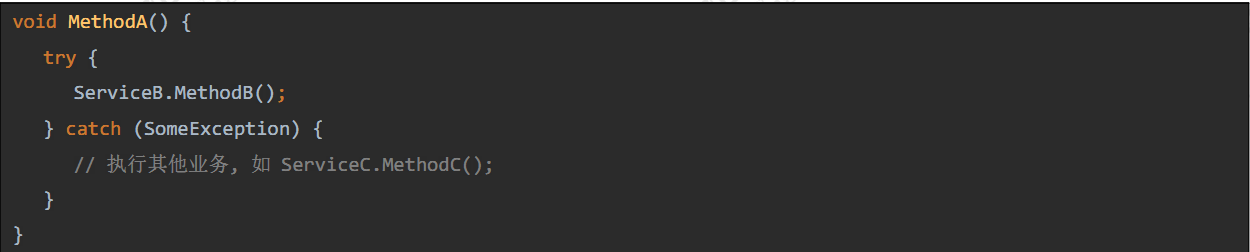 void MethodA() {
try {
ServiceB.MethodB();
} catch (SomeException) {
// 执行其他业务, 如 ServiceC.MethodC();
}
}